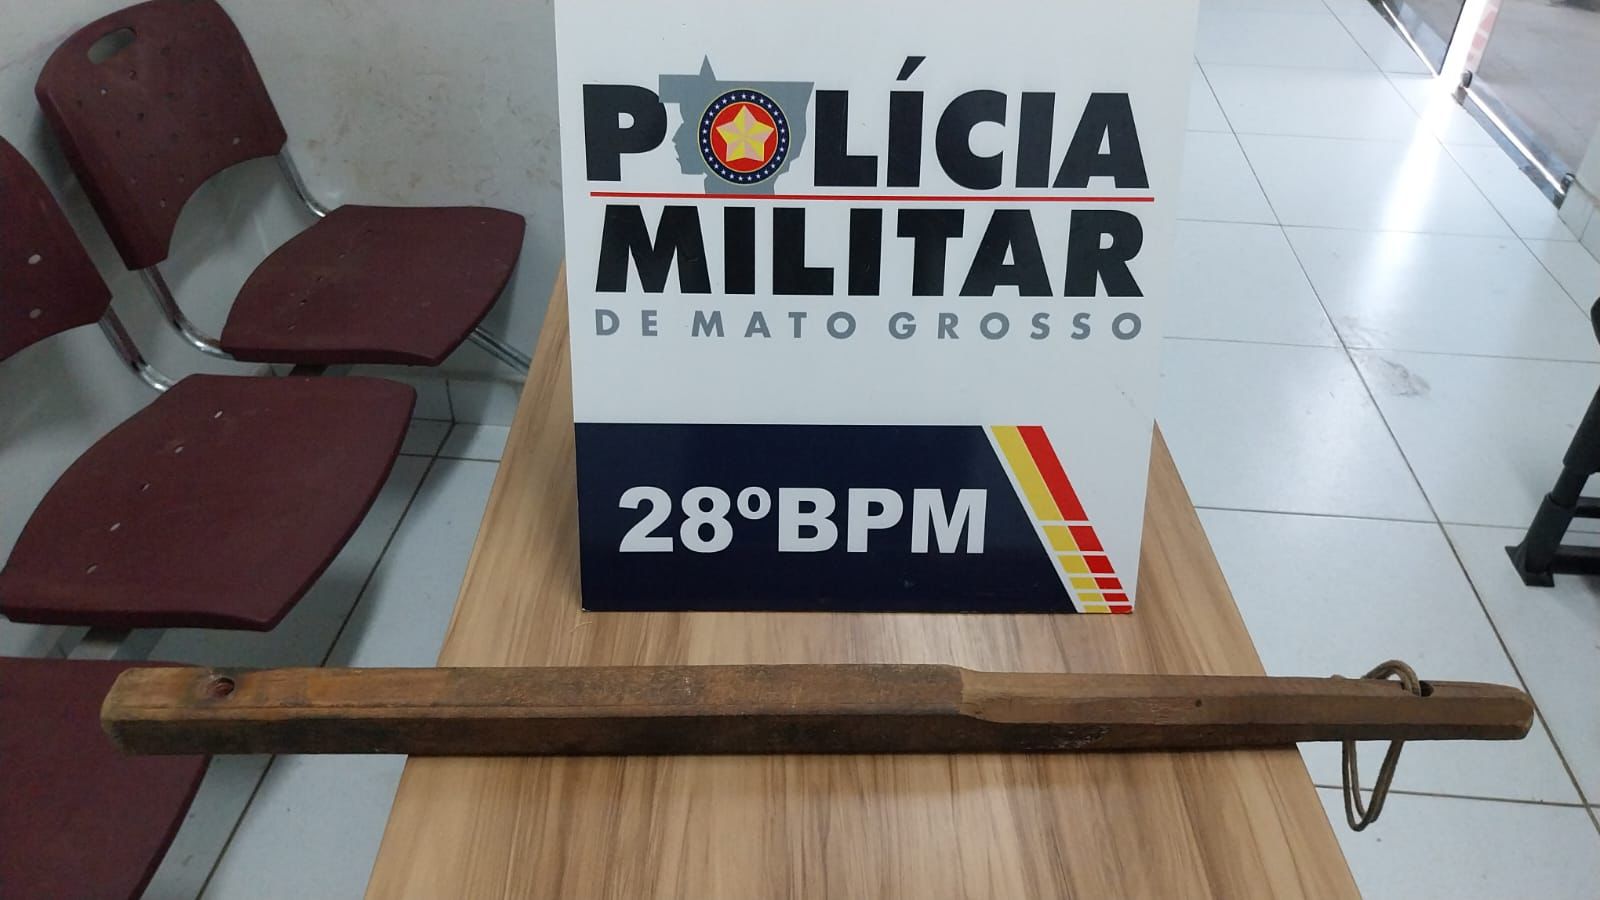 POLÍCIA
MILITAR
DE MATO GROSSO
28ºBPM